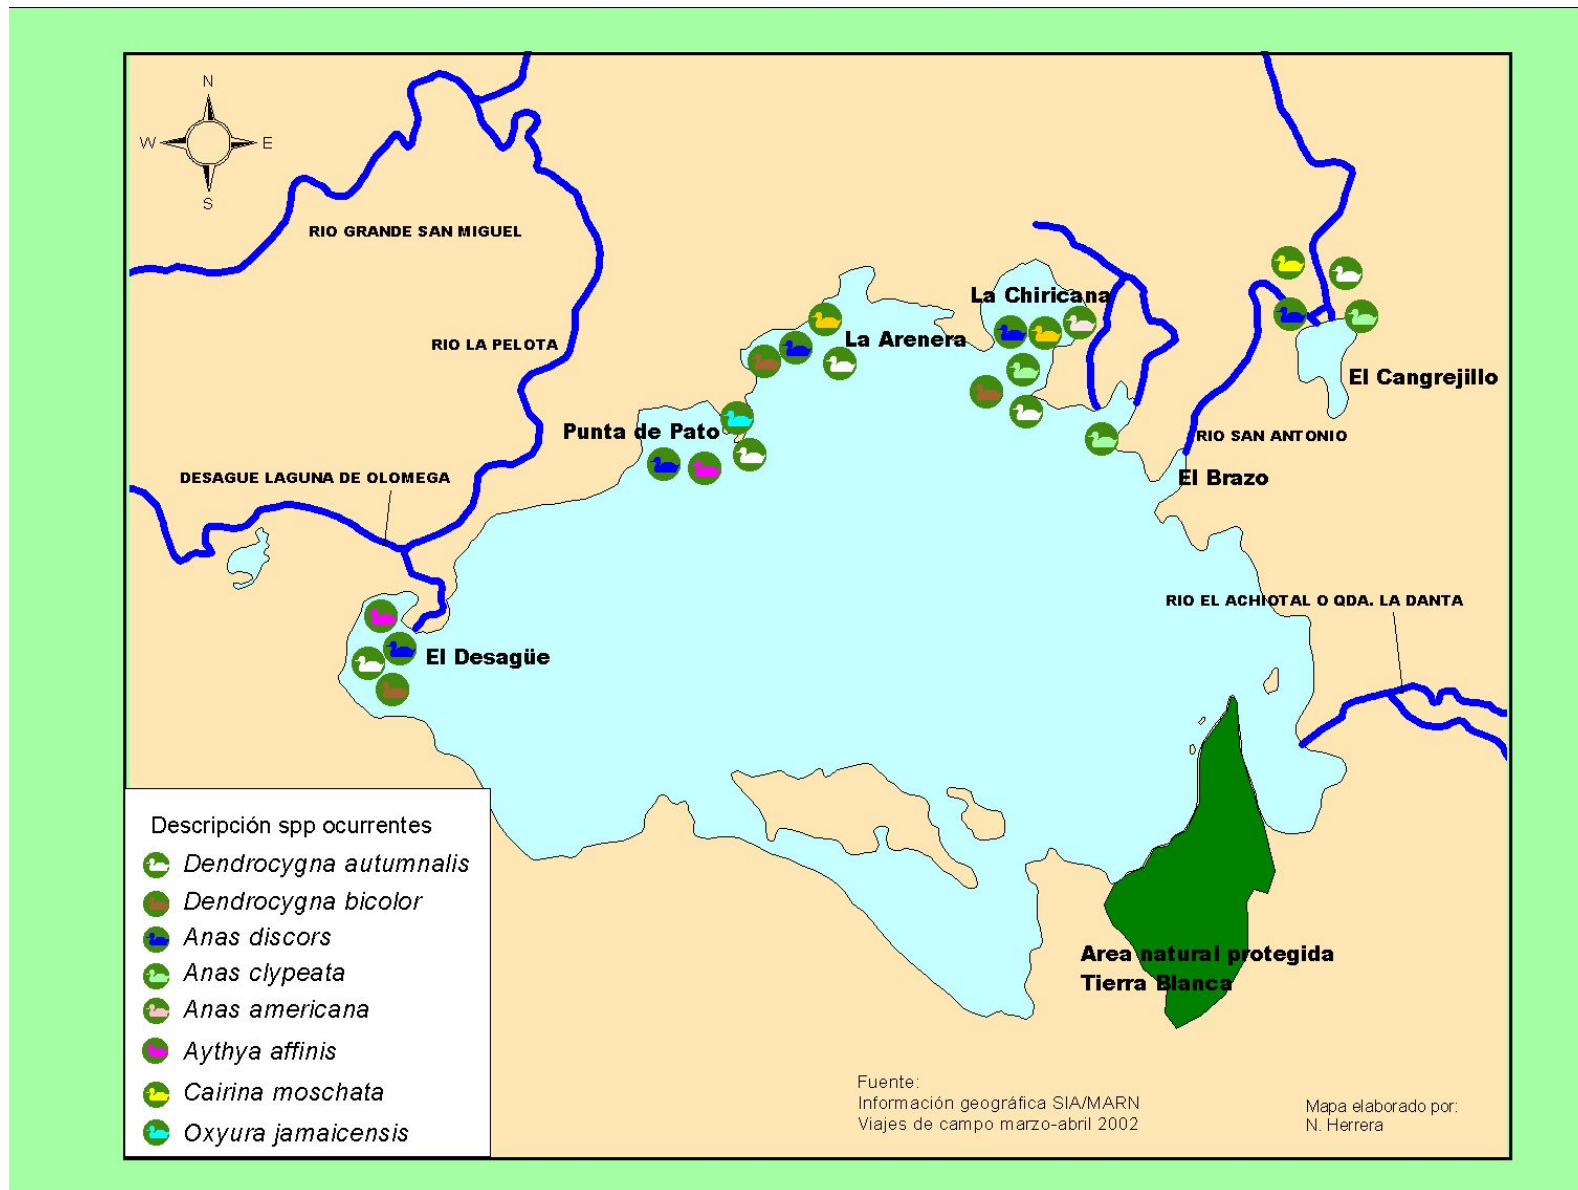 N
W
E
S
RIO GRANDE SAN MIGUEL
La Chiricana
RIO LA PELOTA
La Arenera
El Cangrejillo
Punta de Pato
RIO SAN ANTONIO
DESAGUE LAGUNA DE OLOMEGA
El Brazo
RIO EL ACHIOTAL O QDA. LA DANTA
El Desagüe
Descripción spp ocurrentes
Dendrocygna autumnalis
Dendrocygna bicolor
Anas discors
Anas clypeata
Anas americana
Aythya affinis
Cairina moschata
Oxyura jamaicensis
Area natural protegida
Tierra Blanca
Fuente:
Información geográfica SIA/MARN
Viajes de campo marzo-abril 2002
Mapa elaborado por:
N. Herrera